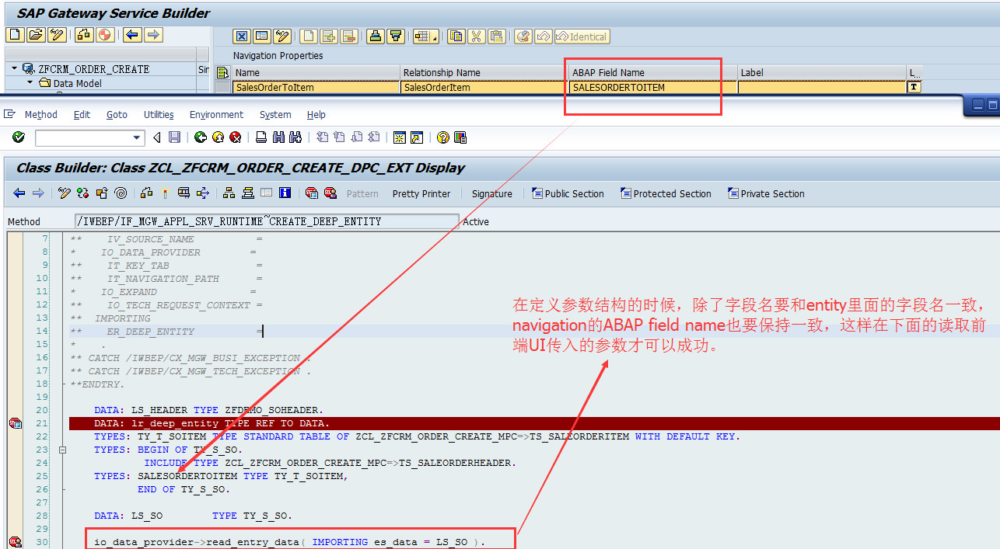 SAP Gateway Service Builder
Identical
Navigation Properties
Name Relationship Name ABAP Field Name Label L...
ZFCRM_ORDER_CREATE Sin
Data Model
SalesOrderToItem SalesOrderItem SALESORDERTOITEM T
Method Edit Goto Utilities Environment System Help
Class Builder: Class ZCL_ZFCRM_ORDER_CREATE_DPC_EXT Display
Pattern Pretty Printer Signature Public Section Protected Section Private Section
Method /IWBEP/IF_MGW_APPL_SRV_RUNTIME~CREATE_DEEP_ENTITY Active
7 ** IV_SOURCE_NAME =
8 * IO_DATA_PROVIDER =
9 ** IT_KEY_TAB =
10 ** IT_NAVIGATION_PATH =
11 * IO_EXPAND =
12 ** IO_TECH_REQUEST_CONTEXT =
13 ** IMPORTING
14 ** ER_DEEP_ENTITY =
15 * .
16 ** CATCH /IWBEP/CX_MGW_BUSI_EXCEPTION .
17 ** CATCH /IWBEP/CX_MGW_TECH_EXCEPTION .
18 **ENDTRY.
19
20 DATA: LS_HEADER TYPE ZFDEMO_SOHEADER.
21 DATA: lr_deep_entity TYPE REF TO DATA.
22 TYPES: TY_T_SOITEM TYPE STANDARD TABLE OF ZCL_ZFCRM_ORDER_CREATE_MPC=>TS_SALEORDERITEM WITH DEFAULT KEY.
23 TYPES: BEGIN OF TY_S_SO.
24 INCLUDE TYPE ZCL_ZFCRM_ORDER_CREATE_MPC=>TS_SALEORDERHEADER.
25 TYPES: SALESORDERTOITEM TYPE TY_T_SOITEM,
26 END OF TY_S_SO.
27
28 DATA: LS_SO TYPE TY_S_SO.
29
30 io_data_provider->read_entry_data( IMPORTING es_data = LS_SO ).
在定义参数结构的时候，除了字段名要和entity里面的字段名一致，
navigation的ABAP field name也要保持一致，这样在下面的读取前
端UI传入的参数才可以成功。